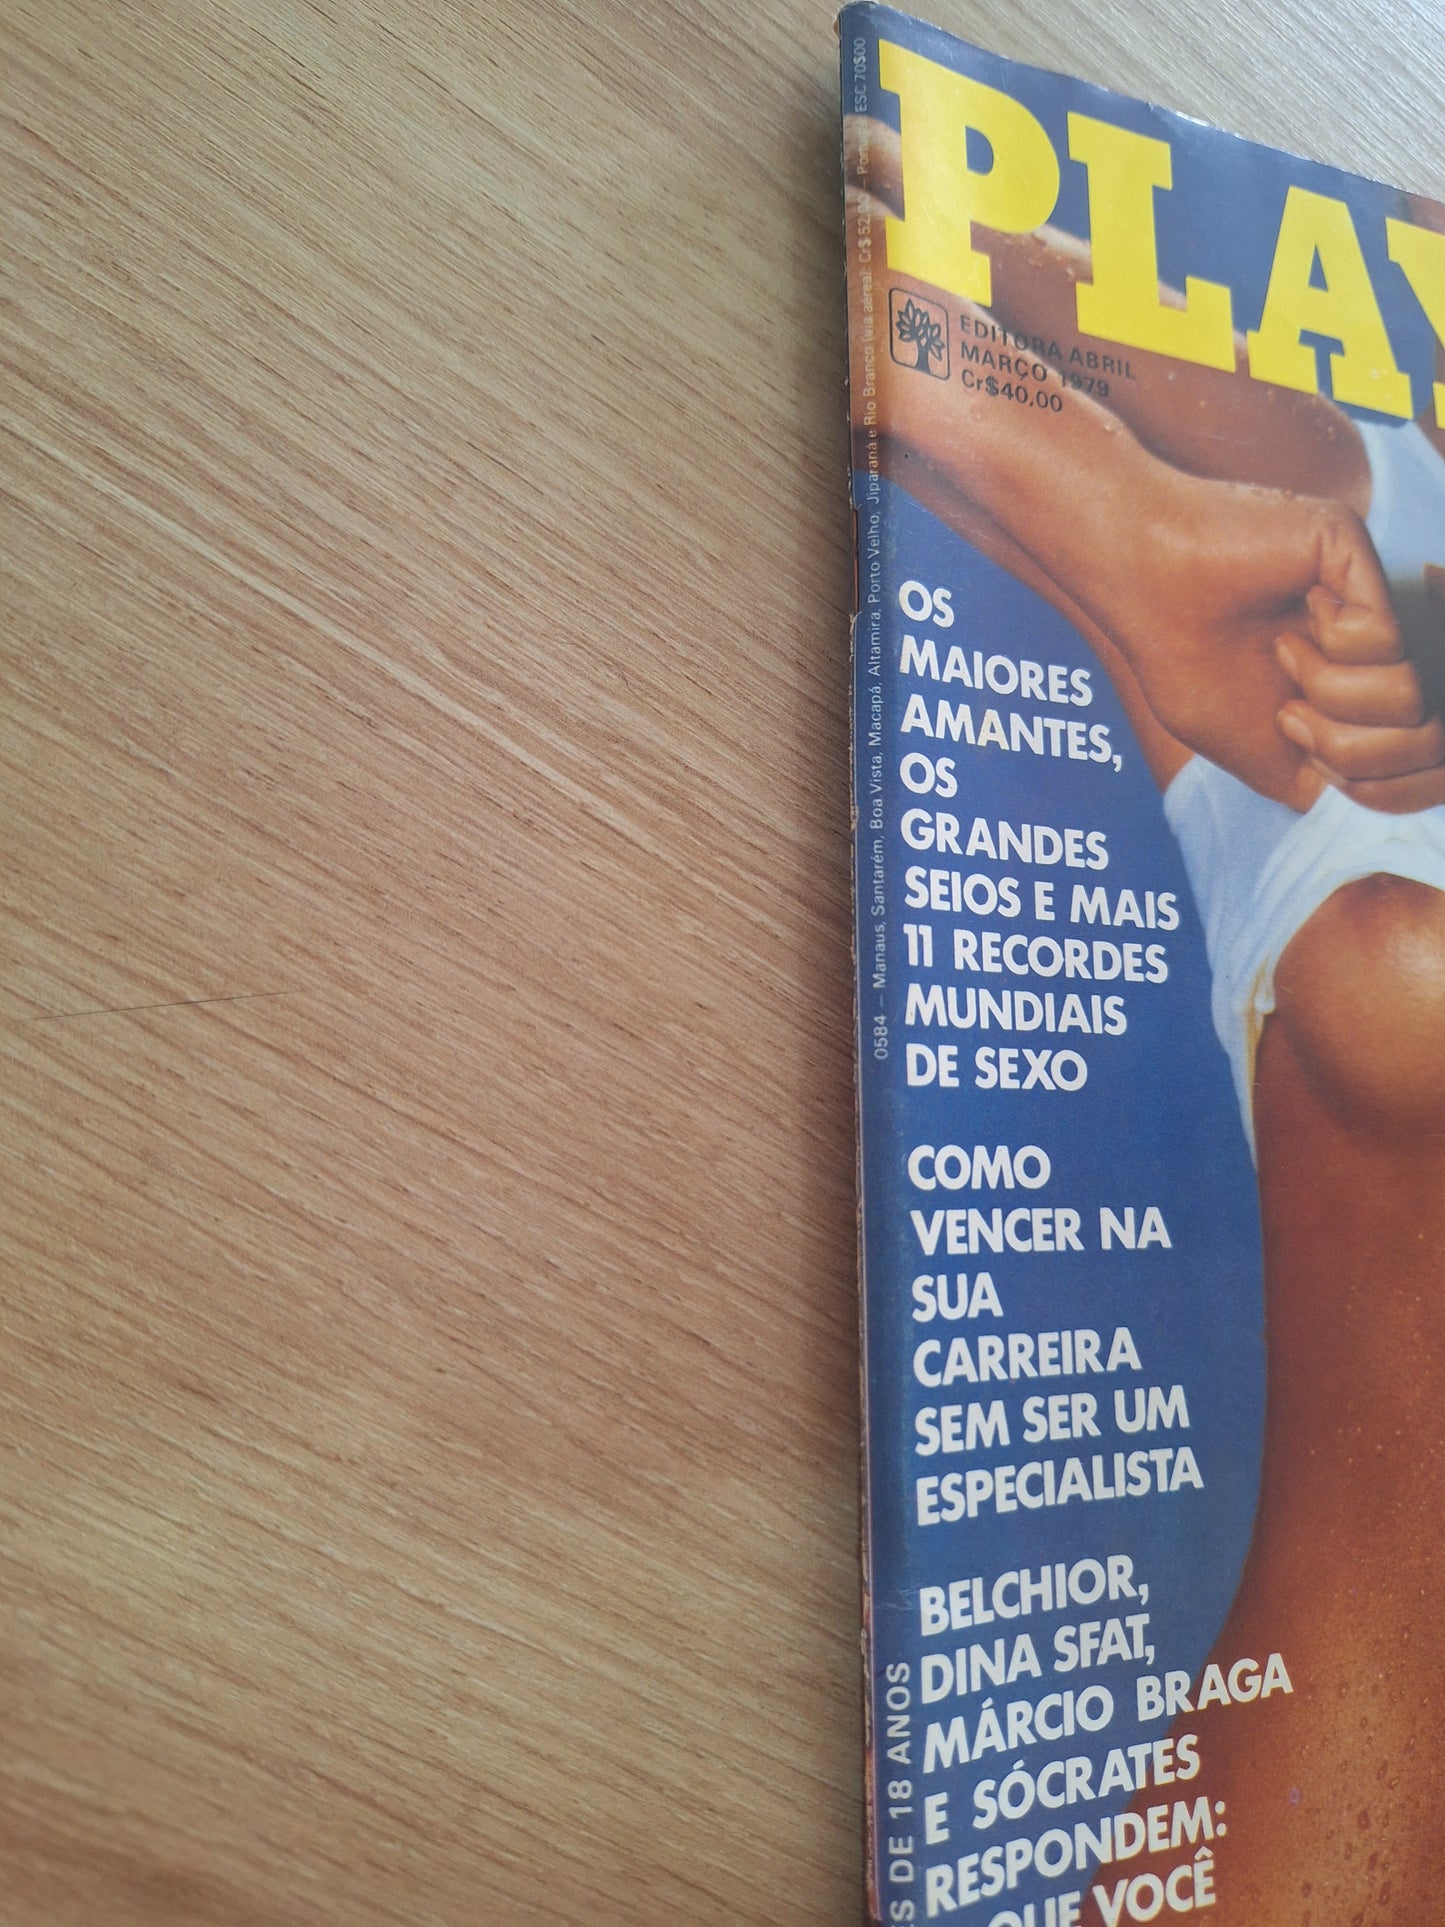 PLAY
EDITORA ABRIL
MARÇO 1979
Cr$40,00
OS
MAIORES
AMANTES,
OS
GRANDES
SEIOS E MAIS
11 RECORDES
MUNDIAIS
DE SEXO
COMO
VENCER NA
SUA
CARREIRA
SEM SER UM
ESPECIALISTA
BELCHIOR,
DINA SFAT,
MÁRCIO BRAGA
E SÓCRATES
RESPONDEM:
QUE VOCÊ
0584 — Manaus, Santarém, Boa Vista, Macapá, Altamira, Porto Velho, Jiparaná e Rio Branco (via aérea): Cr$ 52,00 — ESC 70$00
ES DE 18 ANOS